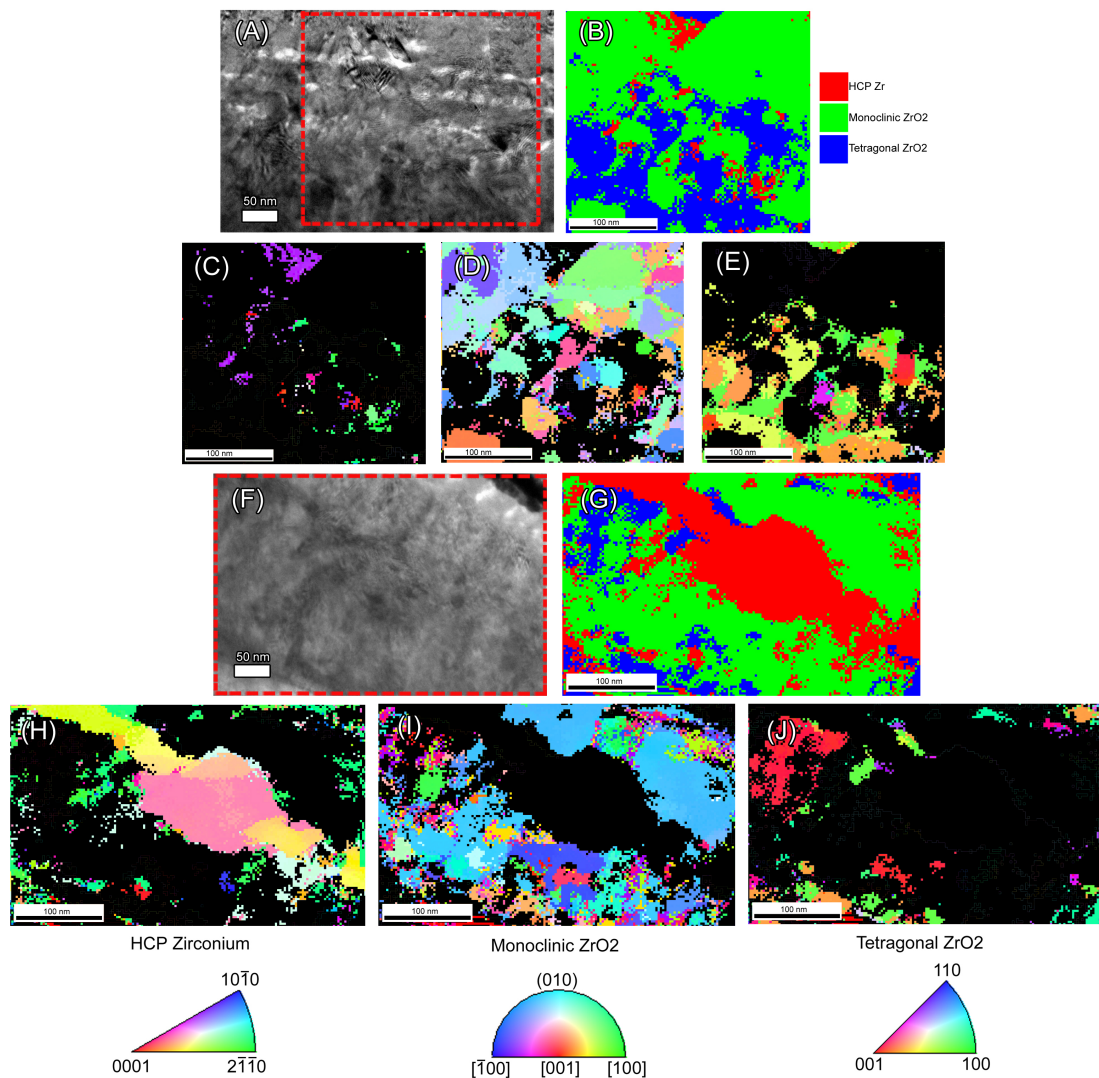 (A)
50 nm
(B)
100 nm
HCP Zr
Monoclinic ZrO2
Tetragonal ZrO2
(C)
100 nm
(D)
100 nm
(E)
100 nm
(F)
50 nm
(G)
100 nm
(H)
100 nm
(I)
100 nm
(J)
100 nm
HCP Zirconium
Monoclinic ZrO2
Tetragonal ZrO2
101̅0
0001
21̅1̅0
(010)
[1̅00]
[001]
[100]
110
001
100